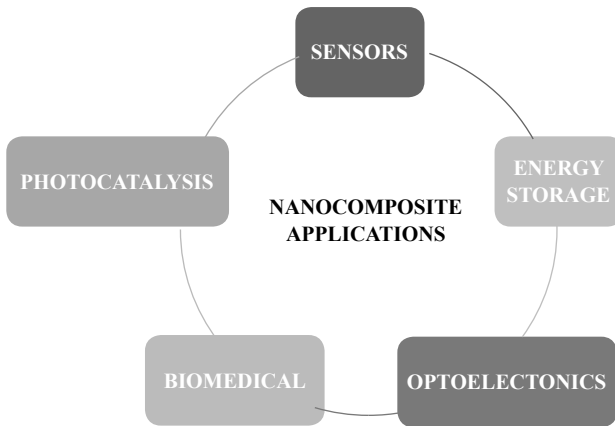 SENSORS
PHOTOCATALYSIS
ENERGY
STORAGE
NANOCOMPOSITE
APPLICATIONS
BIOMEDICAL
OPTOELECTONICS